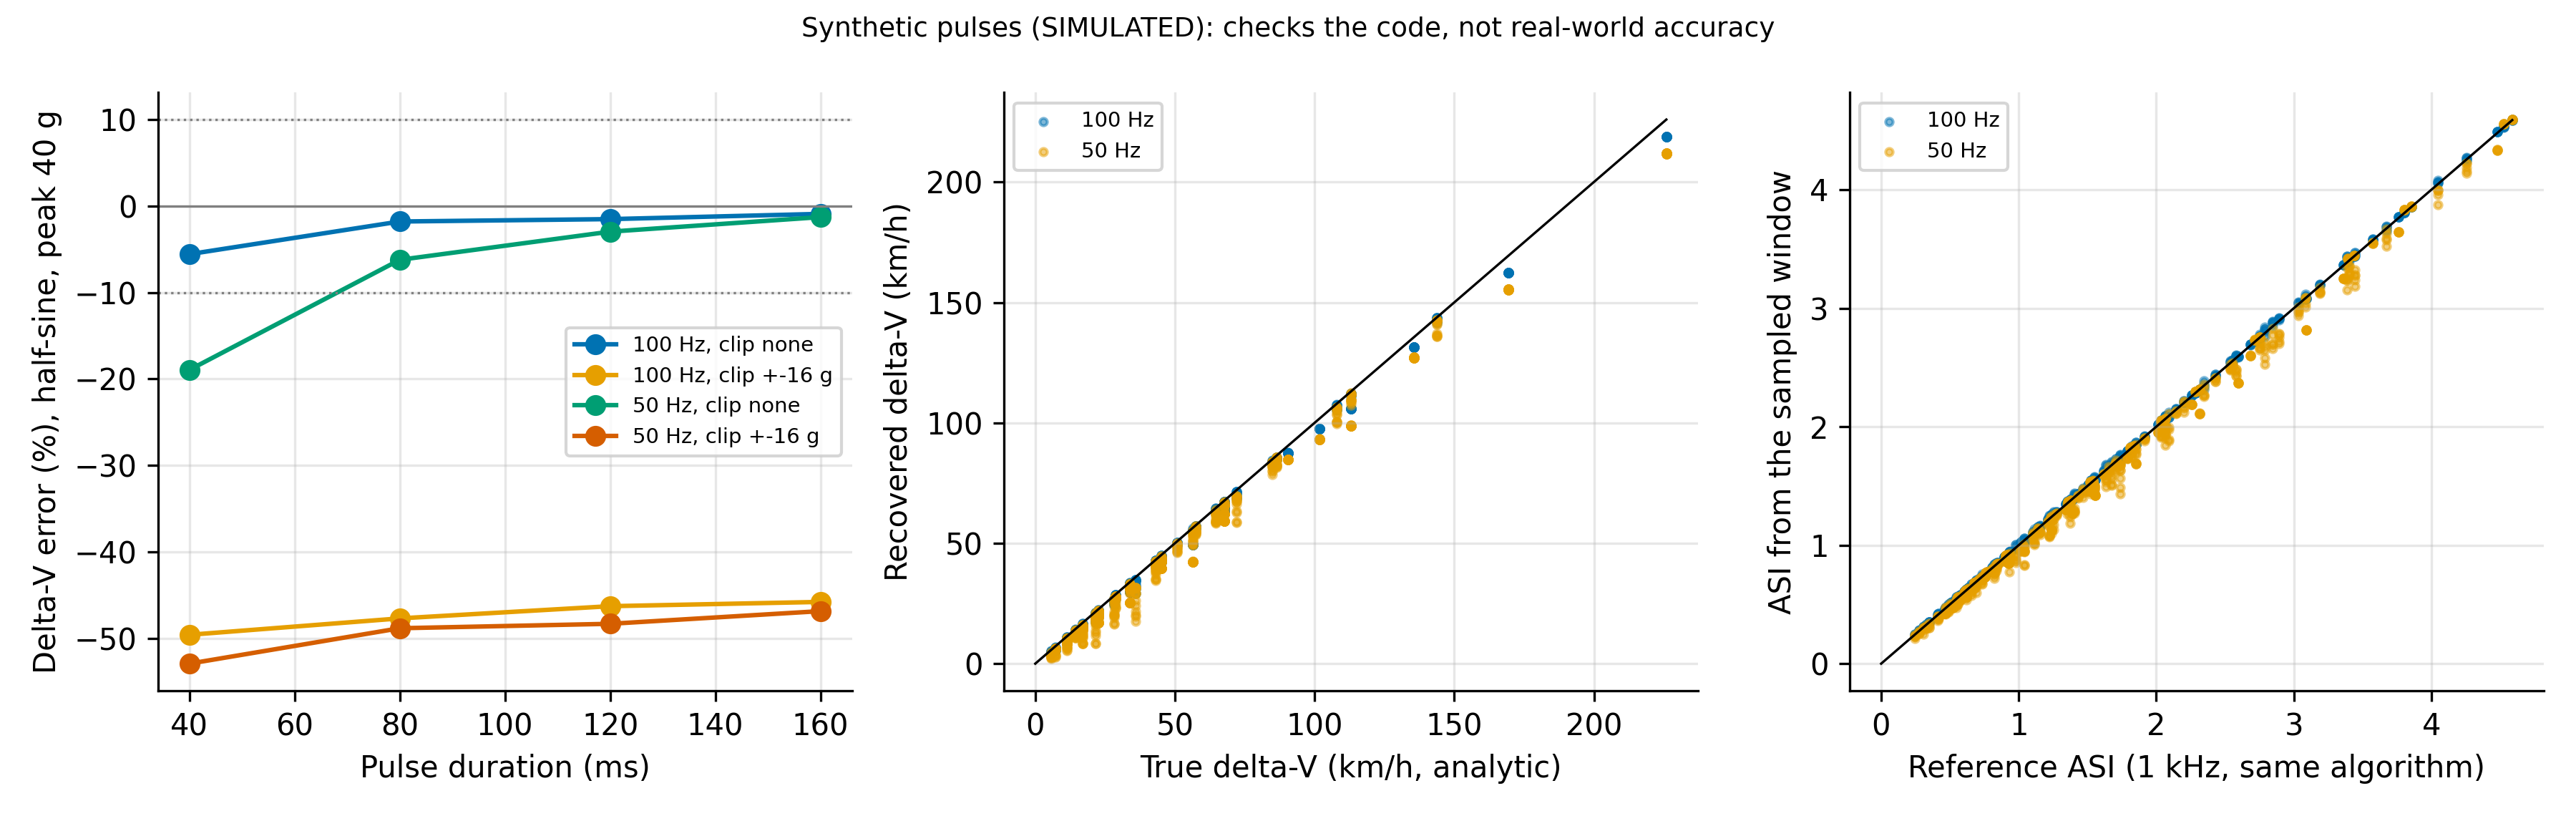 Synthetic pulses (SIMULATED): checks the code, not real-world accuracy
Delta-V error (%), half-sine, peak 40 g
10
0
−10
−20
−30
−40
−50
100 Hz, clip none
100 Hz, clip +-16 g
50 Hz, clip none
50 Hz, clip +-16 g
40
60
80
100
120
140
160
Pulse duration (ms)
Recovered delta-V (km/h)
200
150
100
50
0
100 Hz
50 Hz
0
50
100
150
200
True delta-V (km/h, analytic)
ASI from the sampled window
4
3
2
1
0
100 Hz
50 Hz
0
1
2
3
4
Reference ASI (1 kHz, same algorithm)